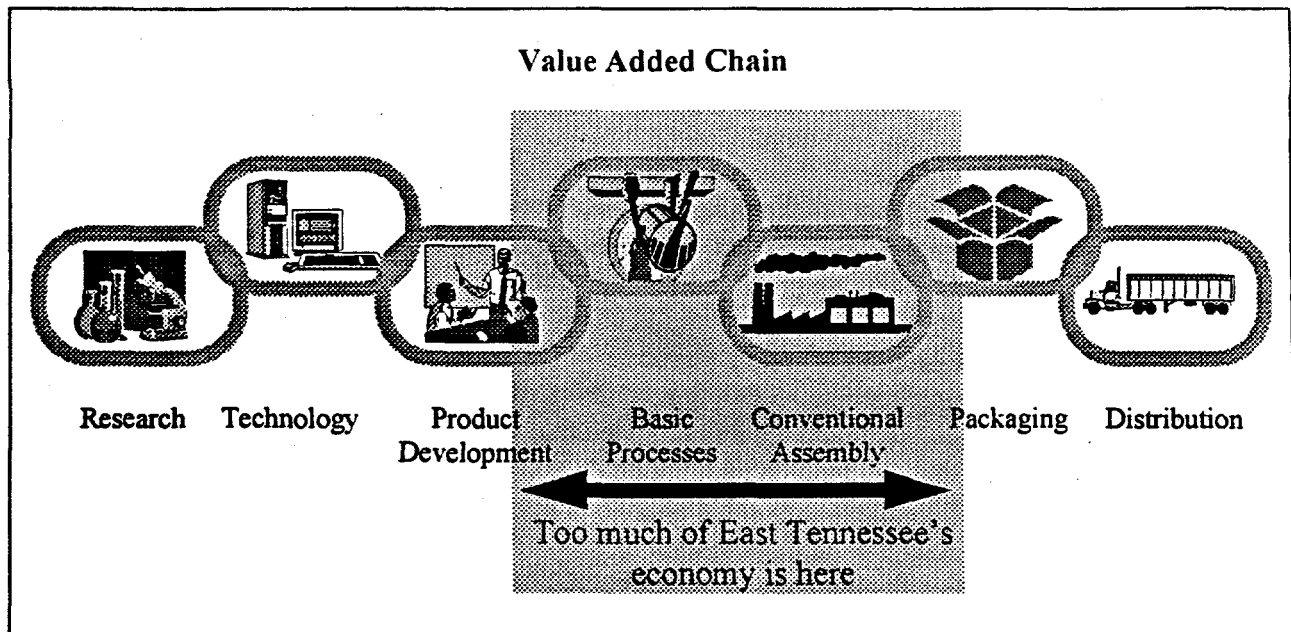 Value Added Chain
Research
Technology
Product
Development
Basic
Processes
Conventional
Assembly
Packaging
Distribution
Too much of East Tennessee's
economy is here